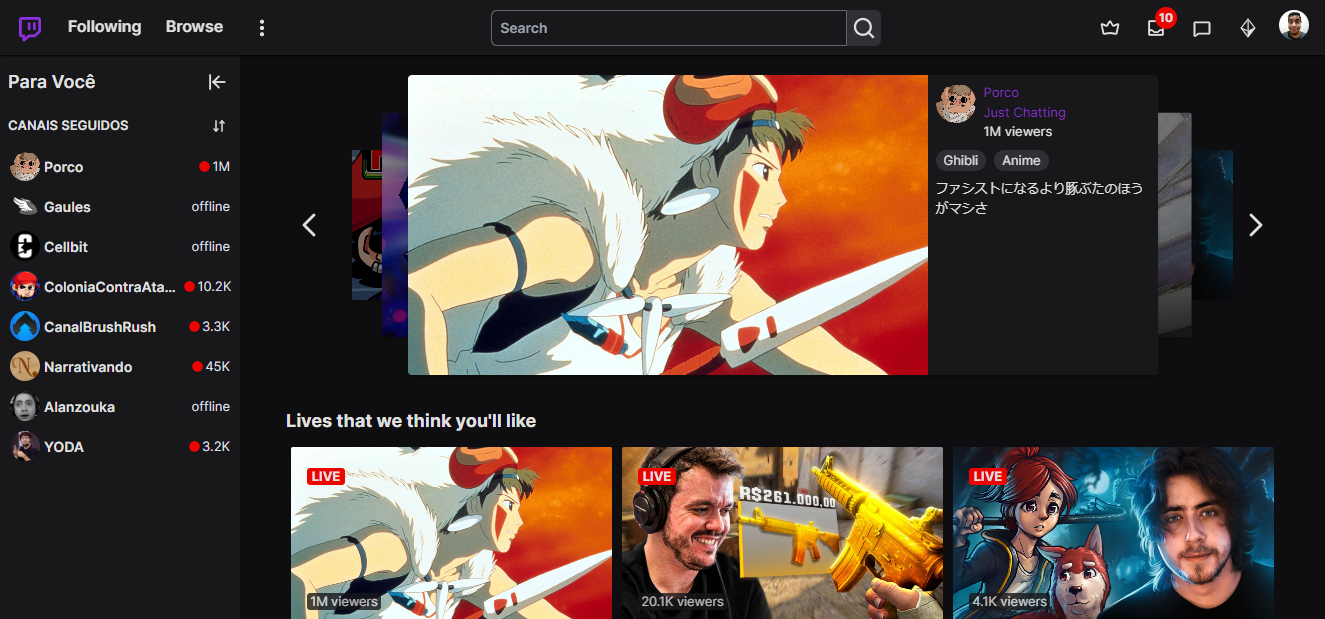 Following Browse
Search
10
Para Você
CANAIS SEGUIDOS
Porco 1M
Gaules offline
Cellbit offline
ColoniaContraAta... 10.2K
CanalBrushRush 3.3K
Narrativando 45K
Alanzouka offline
YODA 3.2K
Porco
Just Chatting
1M viewers
Ghibli Anime
ファシストになるより豚ぶたのほう
がマシさ
Lives that we think you'll like
LIVE
1M viewers
LIVE
R$261.000,00
20.1K viewers
LIVE
4.1K viewers